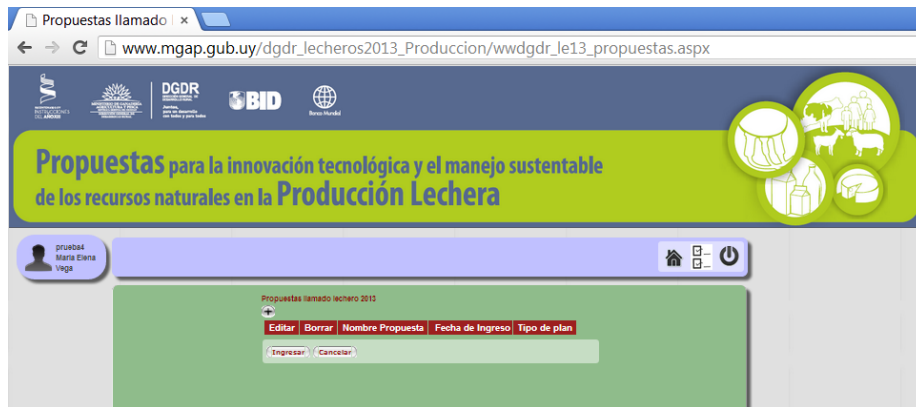 Propuestas llamado l
www.mgap.gub.uy/dgdr_lecheros2013_Produccion/wwdgdr_le13_propuestas.aspx
DGDR
BID
Banco Mundial
Propuestas para la innovación tecnológica y el manejo sustentable
de los recursos naturales en la Producción Lechera
prueba4
Maria Elena
Vega
Propuestas llamado lechero 2013
Editar Borrar Nombre Propuesta Fecha de Ingreso Tipo de plan
Ingresar Cancelar